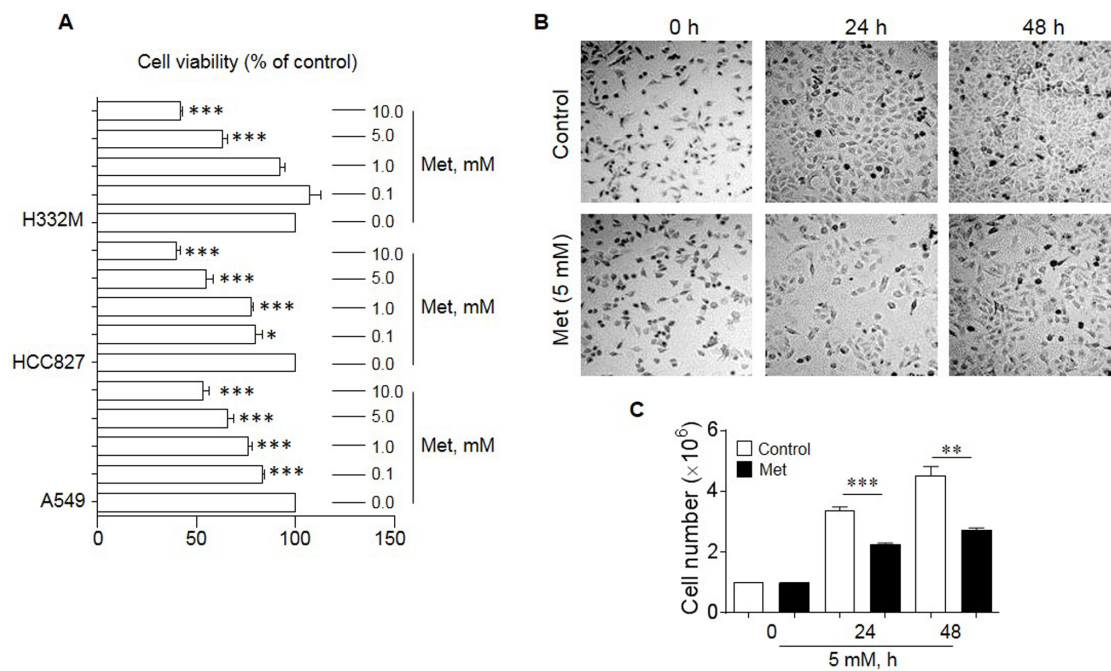 A
Cell viability (% of control)
*** 10.0
*** 5.0
1.0
0.1
H332M 0.0
Met, mM
*** 10.0
*** 5.0
*** 1.0
* 0.1
HCC827 0.0
Met, mM
*** 10.0
*** 5.0
*** 1.0
*** 0.1
A549 0.0
Met, mM
0 50 100 150
B
0 h 24 h 48 h
Control
Met (5 mM)
C
Cell number (×10⁶)
6
4
2
0
Control
Met
***
**
0 24 48
5 mM, h